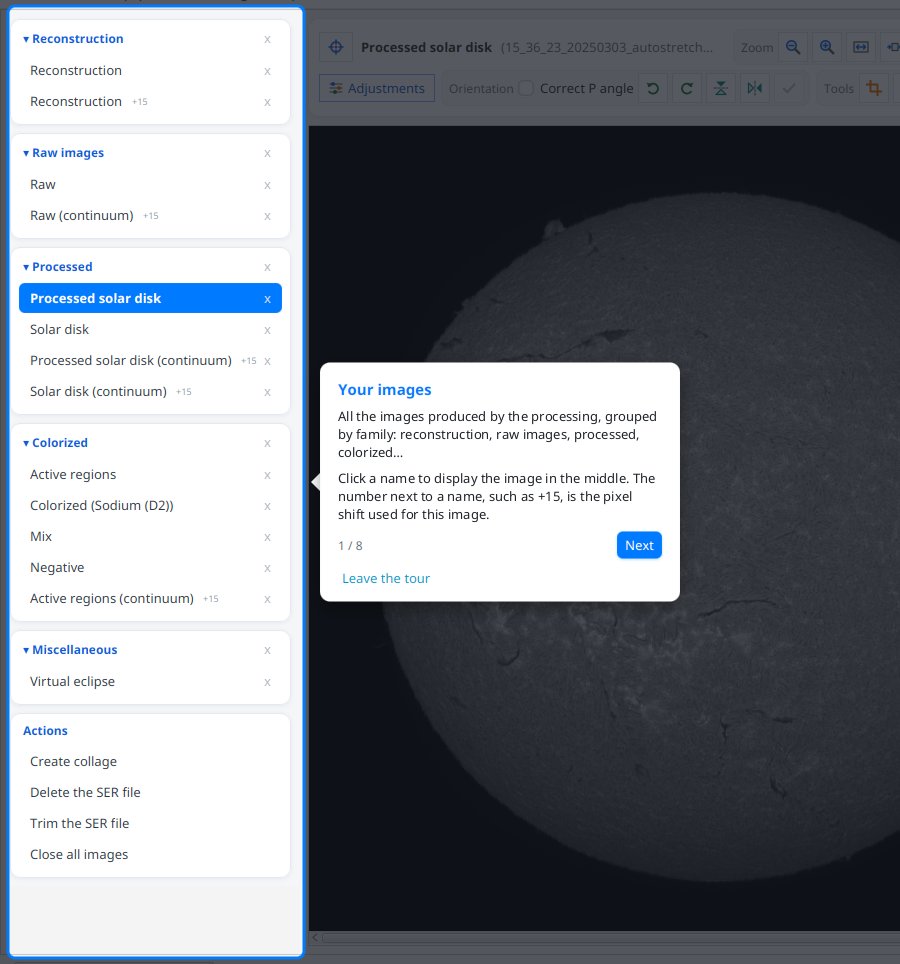 ▾ Reconstruction x
Reconstruction x
Reconstruction +15 x
▾ Raw images x
Raw x
Raw (continuum) +15 x
▾ Processed x
Processed solar disk x
Solar disk x
Processed solar disk (continuum) +15 x
Solar disk (continuum) +15 x
▾ Colorized x
Active regions x
Colorized (Sodium (D2)) x
Mix x
Negative x
Active regions (continuum) +15 x
▾ Miscellaneous x
Virtual eclipse x
Actions
Create collage
Delete the SER file
Trim the SER file
Close all images
Processed solar disk (15_36_23_20250303_autostretch... Zoom
Adjustments Orientation Correct P angle Tools
Your images
All the images produced by the processing, grouped
by family: reconstruction, raw images, processed,
colorized...
Click a name to display the image in the middle. The
number next to a name, such as +15, is the pixel
shift used for this image.
1 / 8 Next
Leave the tour